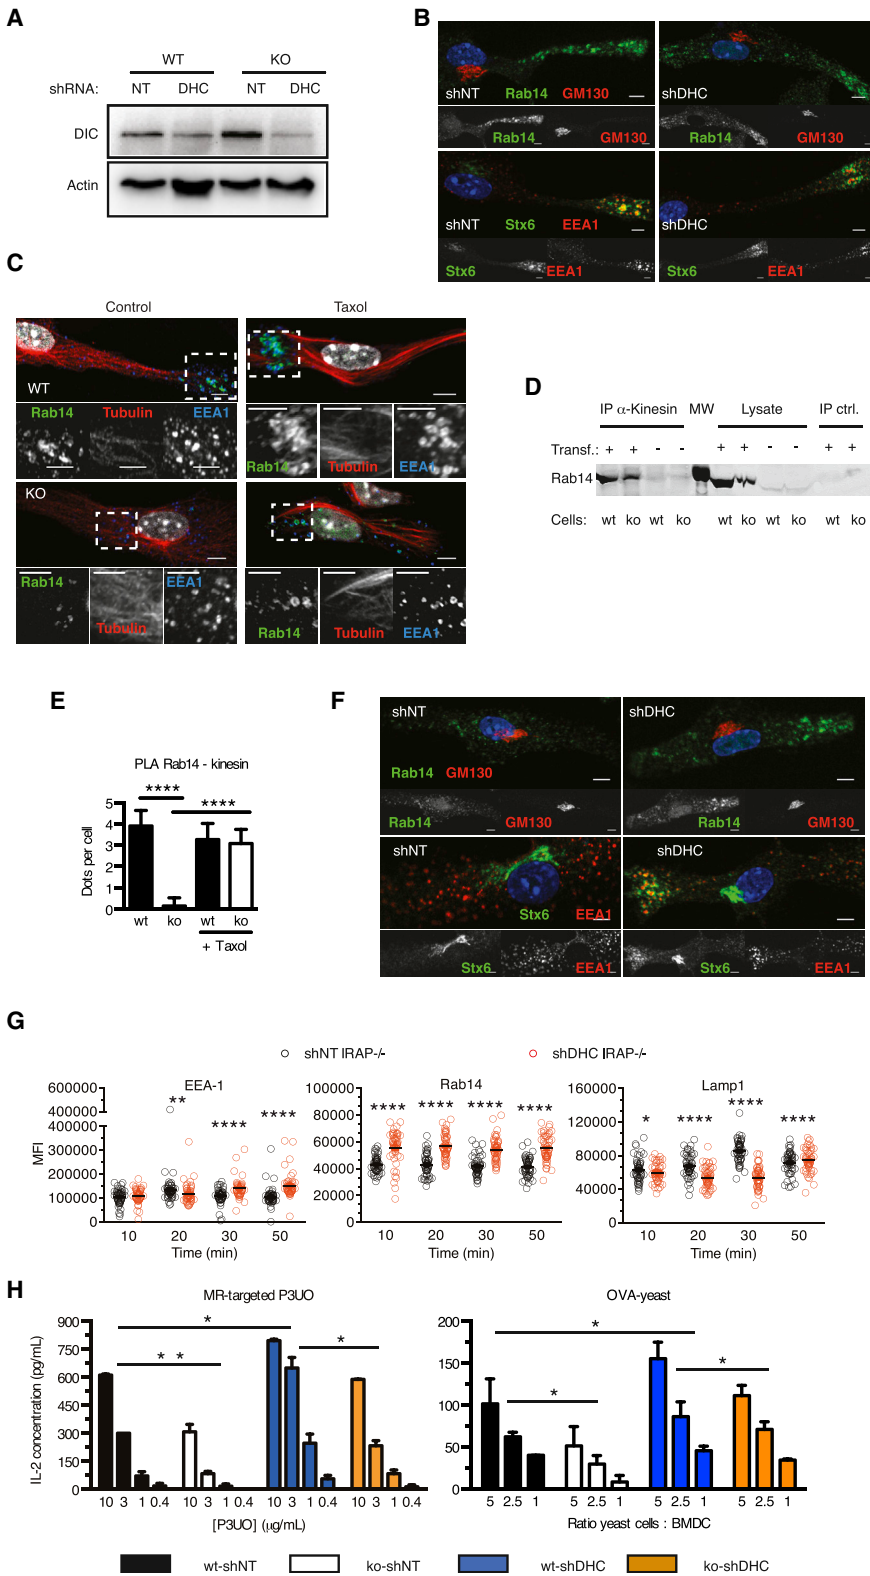 A
WT KO
shRNA: NT DHC NT DHC
DIC
Actin
B
shNT Rab14 GM130
shDHC
Rab14 GM130
Rab14 GM130
shNT Stx6 EEA1
shDHC
Stx6 EEA1
Stx6 EEA1
C
Control Taxol
WT
Rab14 Tubulin EEA1
Rab14 Tubulin EEA1
KO
Rab14 Tubulin EEA1
Rab14 Tubulin EEA1
D
IP α-Kinesin MW Lysate IP ctrl.
Transf.: + + - - + + - - + +
Rab14
Cells: wt ko wt ko wt ko wt ko wt ko
E
PLA Rab14 - kinesin
**** ****
Dots per cell
5
4
3
2
1
0
wt ko wt ko
+ Taxol
F
shNT
Rab14 GM130
shDHC
Rab14 GM130
Rab14 GM130
shNT
Stx6 EEA1
shDHC
Stx6 EEA1
Stx6 EEA1
G
shNT IRAP-/- shDHC IRAP-/-
EEA-1
MFI
600000
500000
400000
400000
300000
200000
100000
0
** **** ****
10 20 30 50
Time (min)
Rab14
100000
80000
60000
40000
20000
0
**** **** **** ****
10 20 30 50
Time (min)
Lamp1
160000
120000
80000
40000
0
* **** **** ****
10 20 30 50
Time (min)
H
MR-targeted P3UO
IL-2 concentration (pg/mL)
900
750
600
450
300
150
0
* ** *
10 3 1 0.4 10 3 1 0.4 10 3 1 0.4 10 3 1 0.4
[P3UO] (μg/mL)
OVA-yeast
200
150
100
50
0
* * *
5 2.5 1 5 2.5 1 5 2.5 1 5 2.5 1
Ratio yeast cells : BMDC
wt-shNT ko-shNT wt-shDHC ko-shDHC